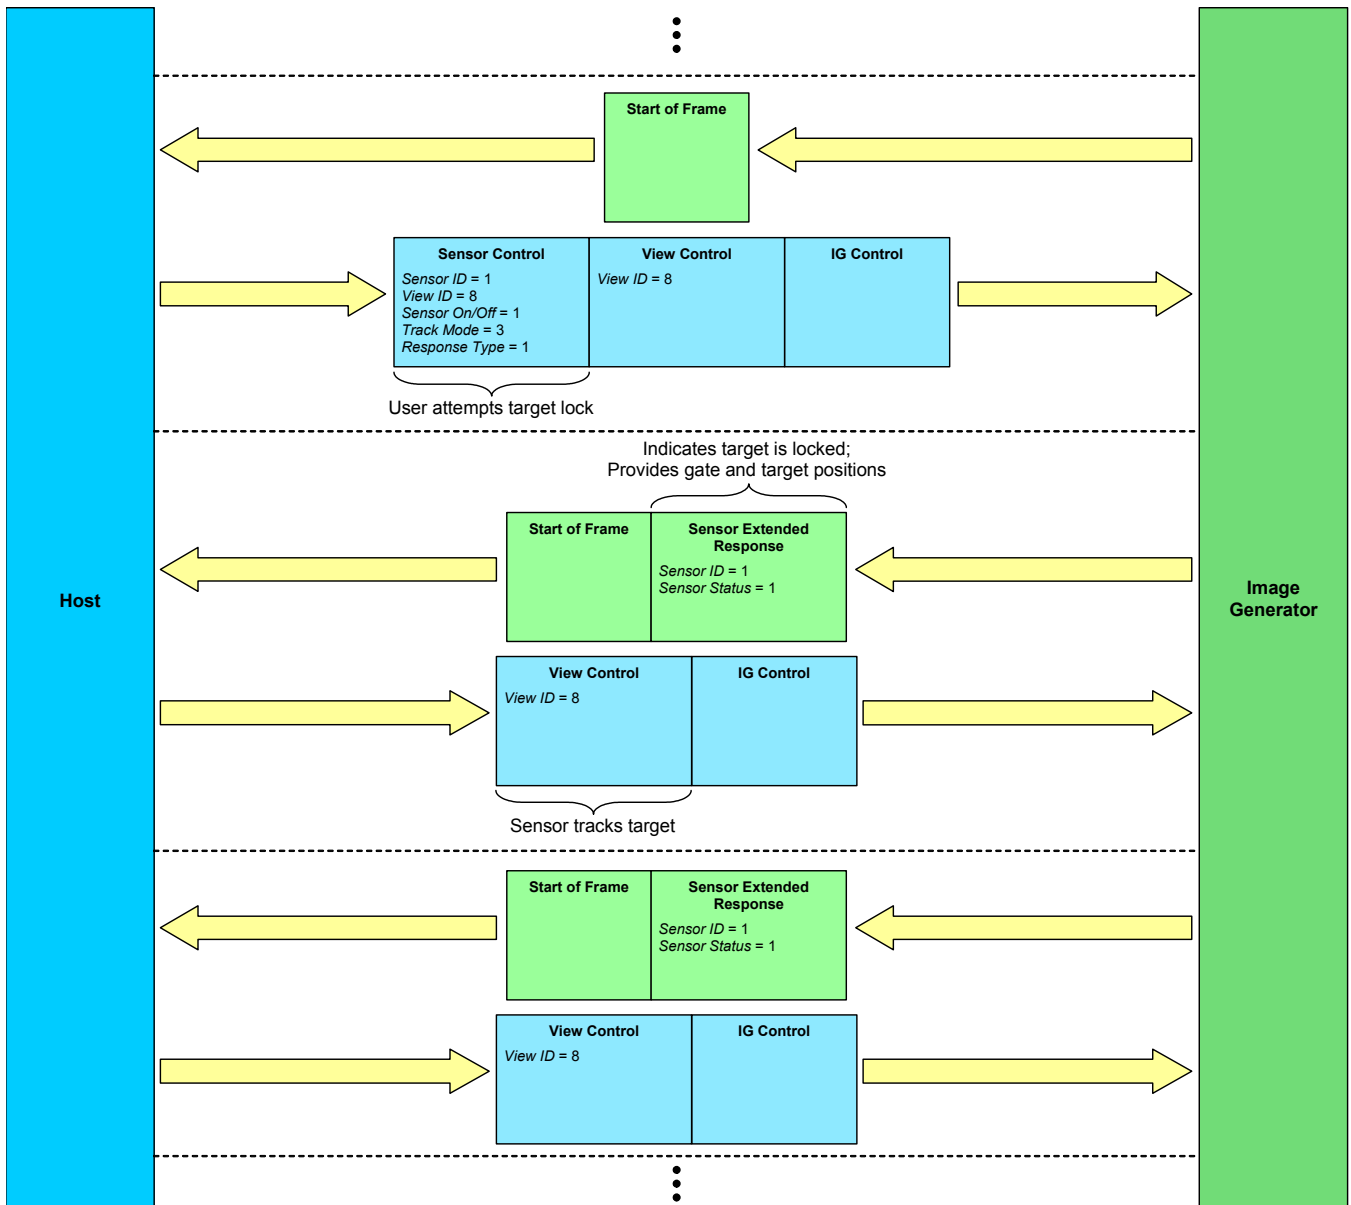 Start of Frame
Sensor Control
Sensor ID = 1
View ID = 8
Sensor On/Off = 1
Track Mode = 3
Response Type = 1
View Control
View ID = 8
IG Control
User attempts target lock
Indicates target is locked;
Provides gate and target positions
Start of Frame
Sensor Extended
Response
Sensor ID = 1
Sensor Status = 1
Host
Image
Generator
View Control
View ID = 8
IG Control
Sensor tracks target
Start of Frame
Sensor Extended
Response
Sensor ID = 1
Sensor Status = 1
View Control
View ID = 8
IG Control